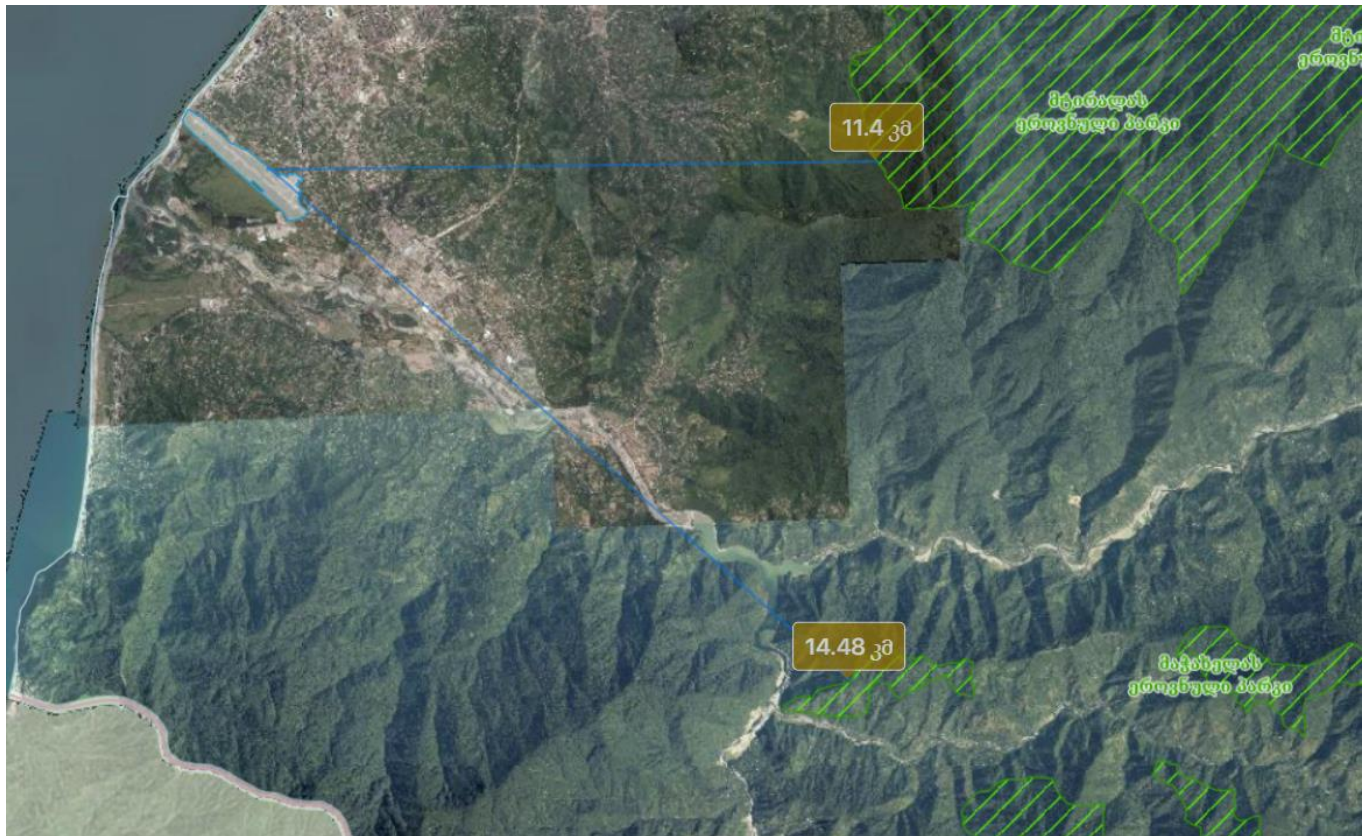 მტირალას
ეროვნული პარკი
11.4 კმ
14.48 კმ
მაჭახელას
ეროვნული პარკი